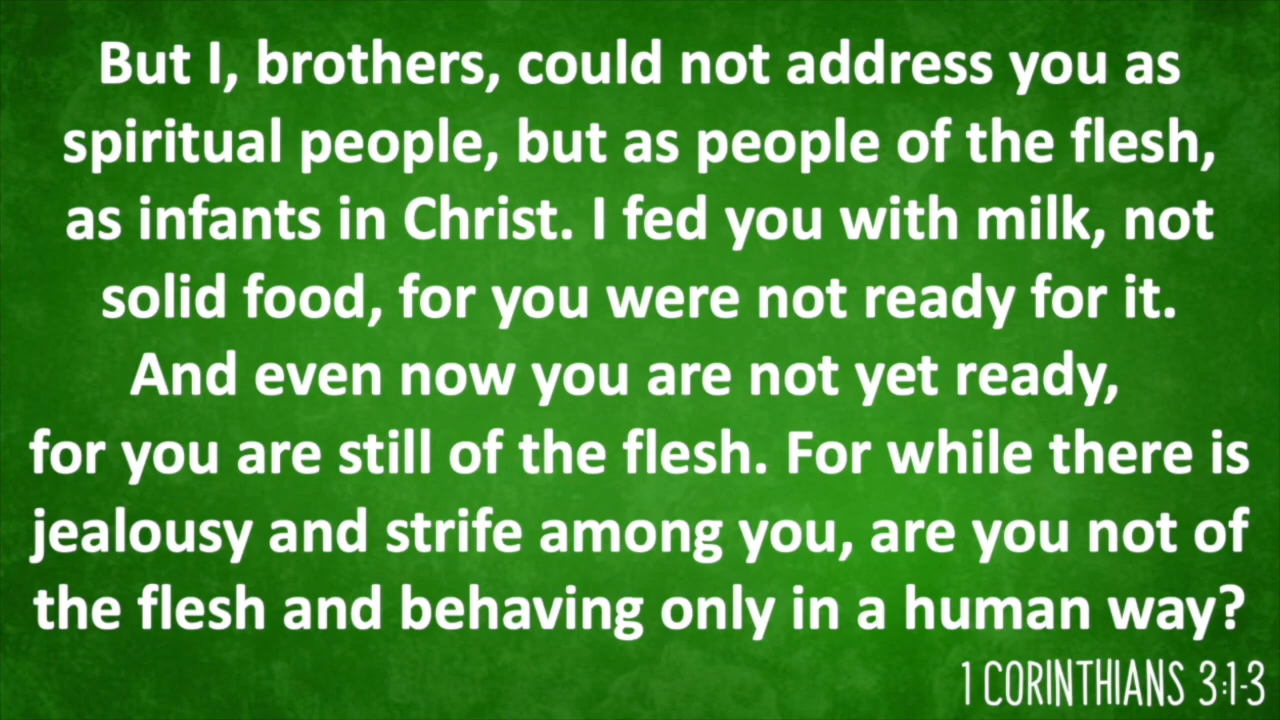 But I, brothers, could not address you as
spiritual people, but as people of the flesh,
as infants in Christ. I fed you with milk, not
solid food, for you were not ready for it.
And even now you are not yet ready,
for you are still of the flesh. For while there is
jealousy and strife among you, are you not of
the flesh and behaving only in a human way?
1 CORINTHIANS 3:1-3